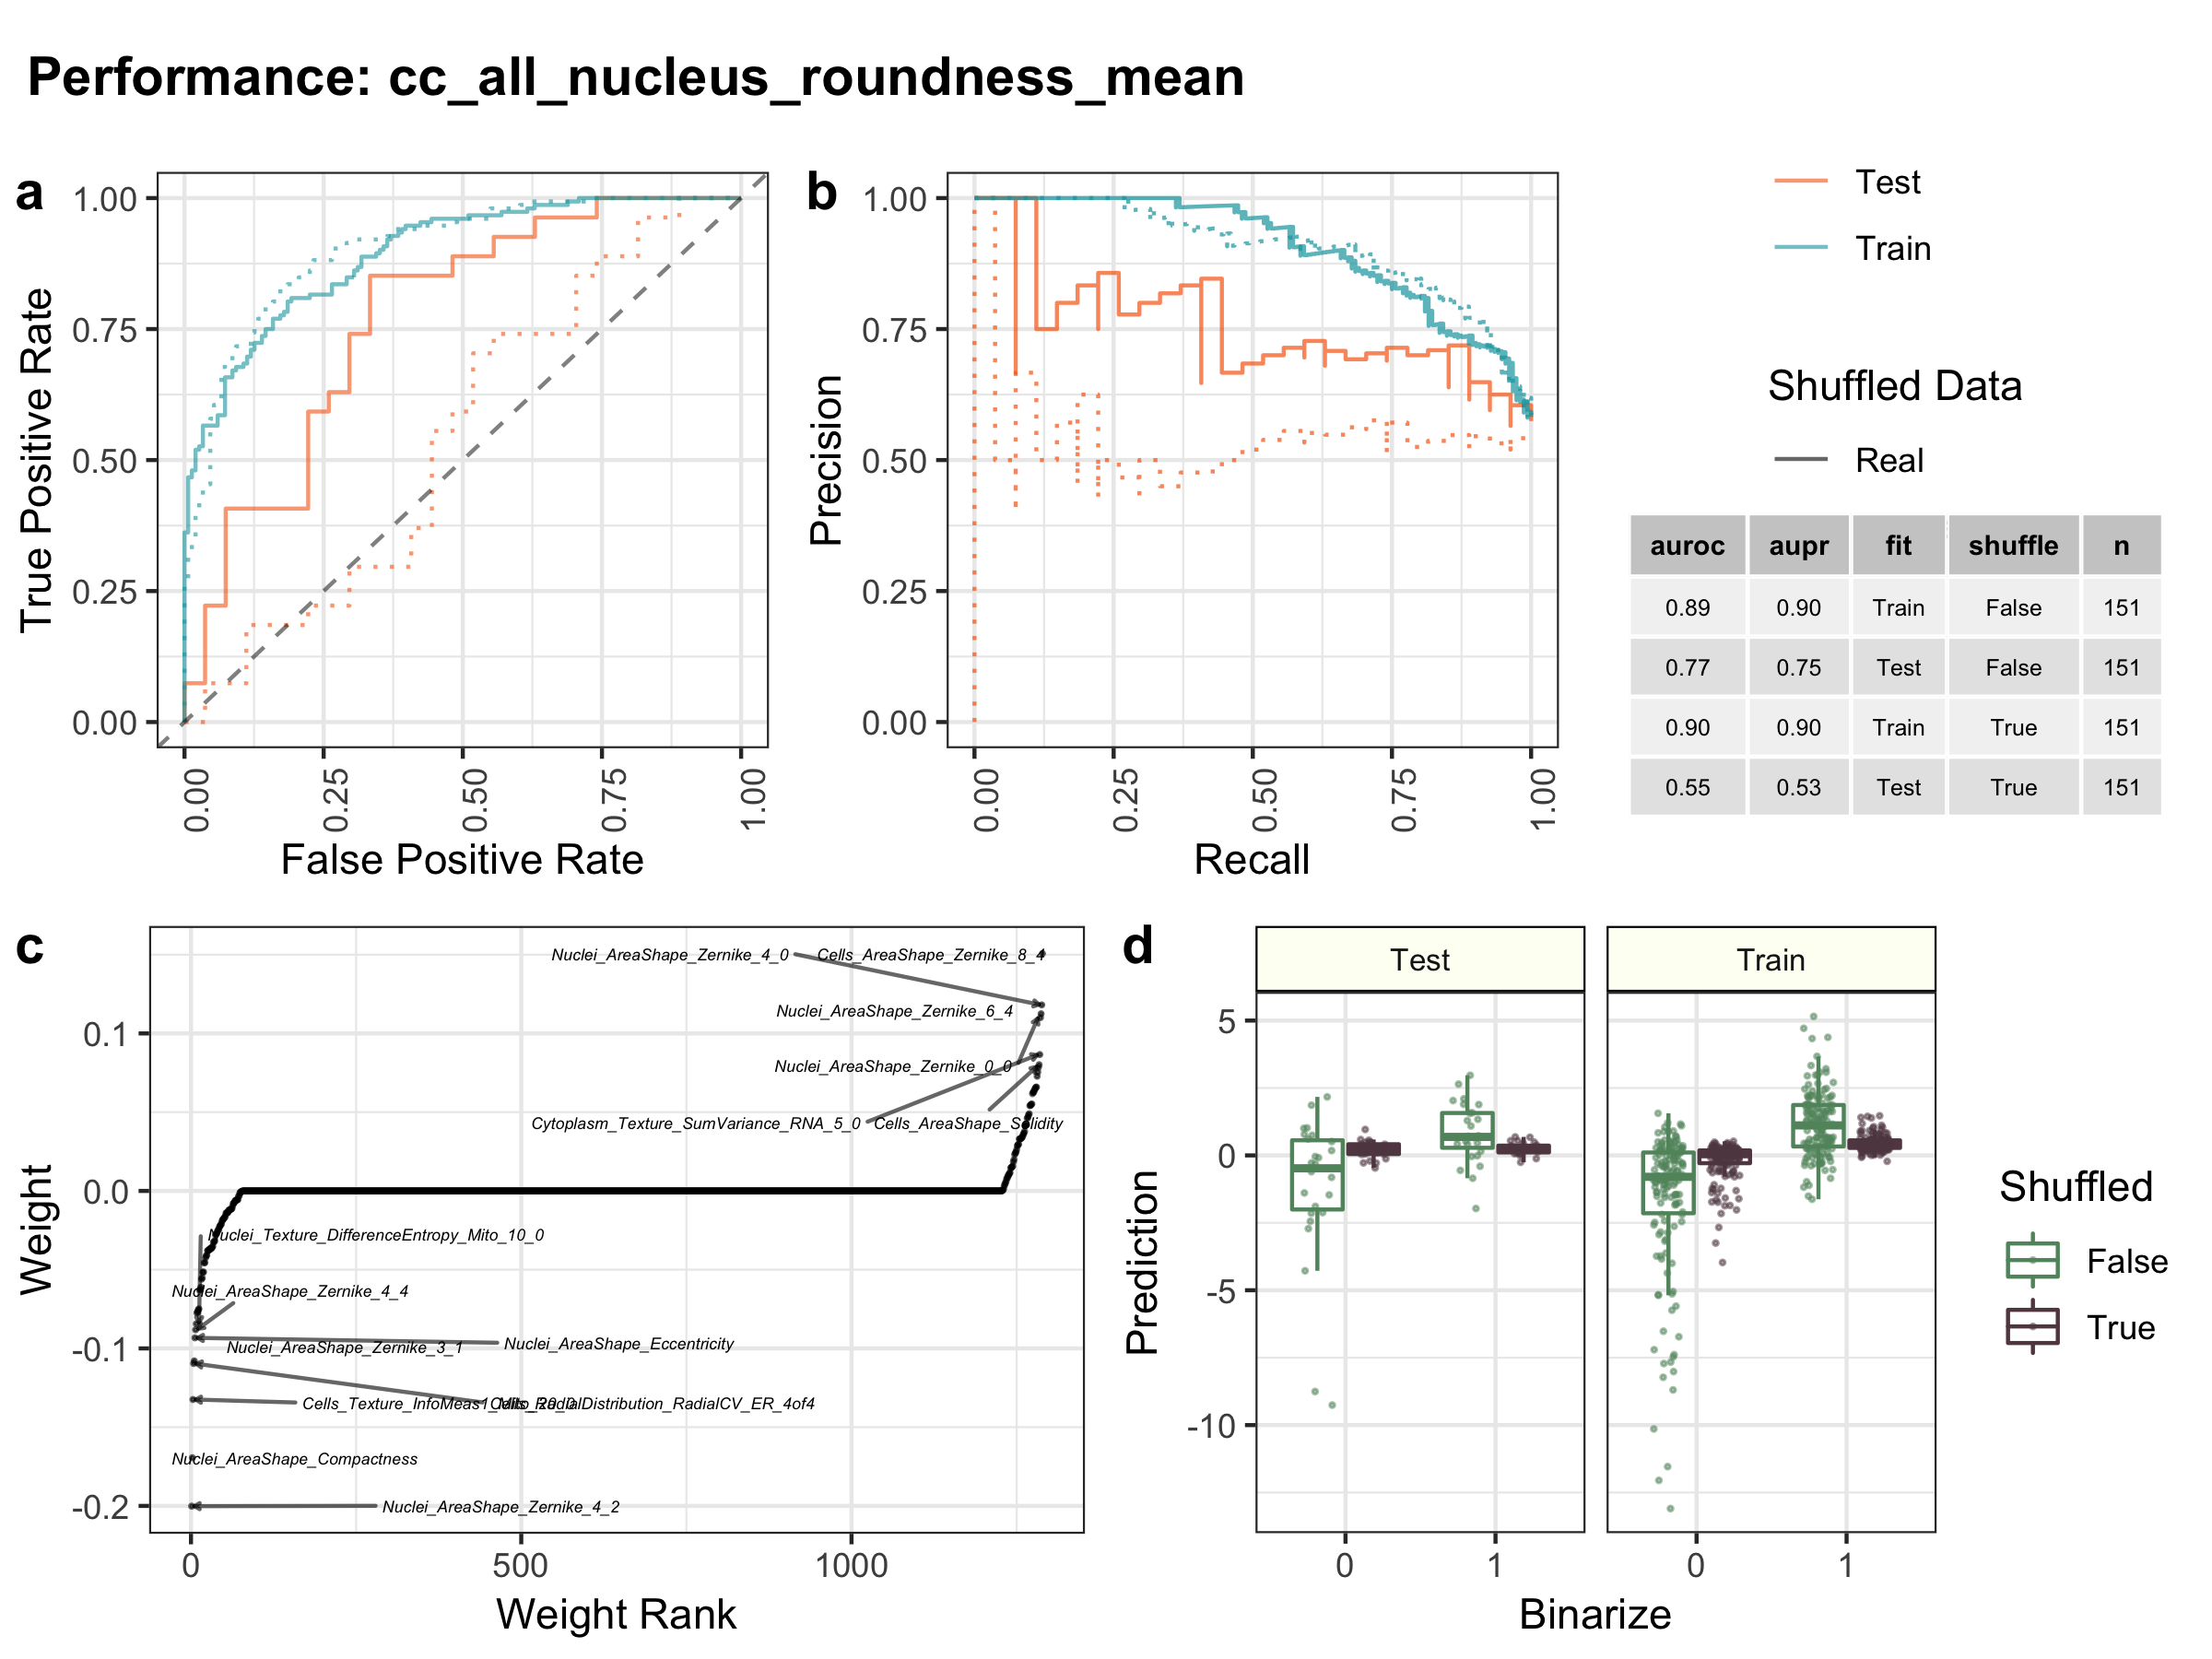 Performance: cc_all_nucleus_roundness_mean
a
1.00
0.75
0.50
0.25
0.00
True Positive Rate
0.00
0.25
0.50
0.75
1.00
False Positive Rate
b
1.00
0.75
0.50
0.25
0.00
Precision
0.00
0.25
0.50
0.75
1.00
Recall
Test
Train
Shuffled Data
Real
auroc aupr fit shuffle n
0.89 0.90 Train False 151
0.77 0.75 Test False 151
0.90 0.90 Train True 151
0.55 0.53 Test True 151
c
0.1
0.0
-0.1
-0.2
Weight
Nuclei_AreaShape_Zernike_4_0
Cells_AreaShape_Zernike_8_4
Nuclei_AreaShape_Zernike_6_4
Nuclei_AreaShape_Zernike_0_0
Cytoplasm_Texture_SumVariance_RNA_5_0
Cells_AreaShape_Solidity
Nuclei_Texture_DifferenceEntropy_Mito_10_0
Nuclei_AreaShape_Zernike_4_4
Nuclei_AreaShape_Zernike_3_1
Nuclei_AreaShape_Eccentricity
Cells_Texture_InfoMeas1_Mito_20_0
Cells_RadialDistribution_RadialCV_ER_4of4
Nuclei_AreaShape_Compactness
Nuclei_AreaShape_Zernike_4_2
0
500
1000
Weight Rank
d
Test
Train
5
0
-5
-10
Prediction
0
1
0
1
Binarize
Shuffled
False
True